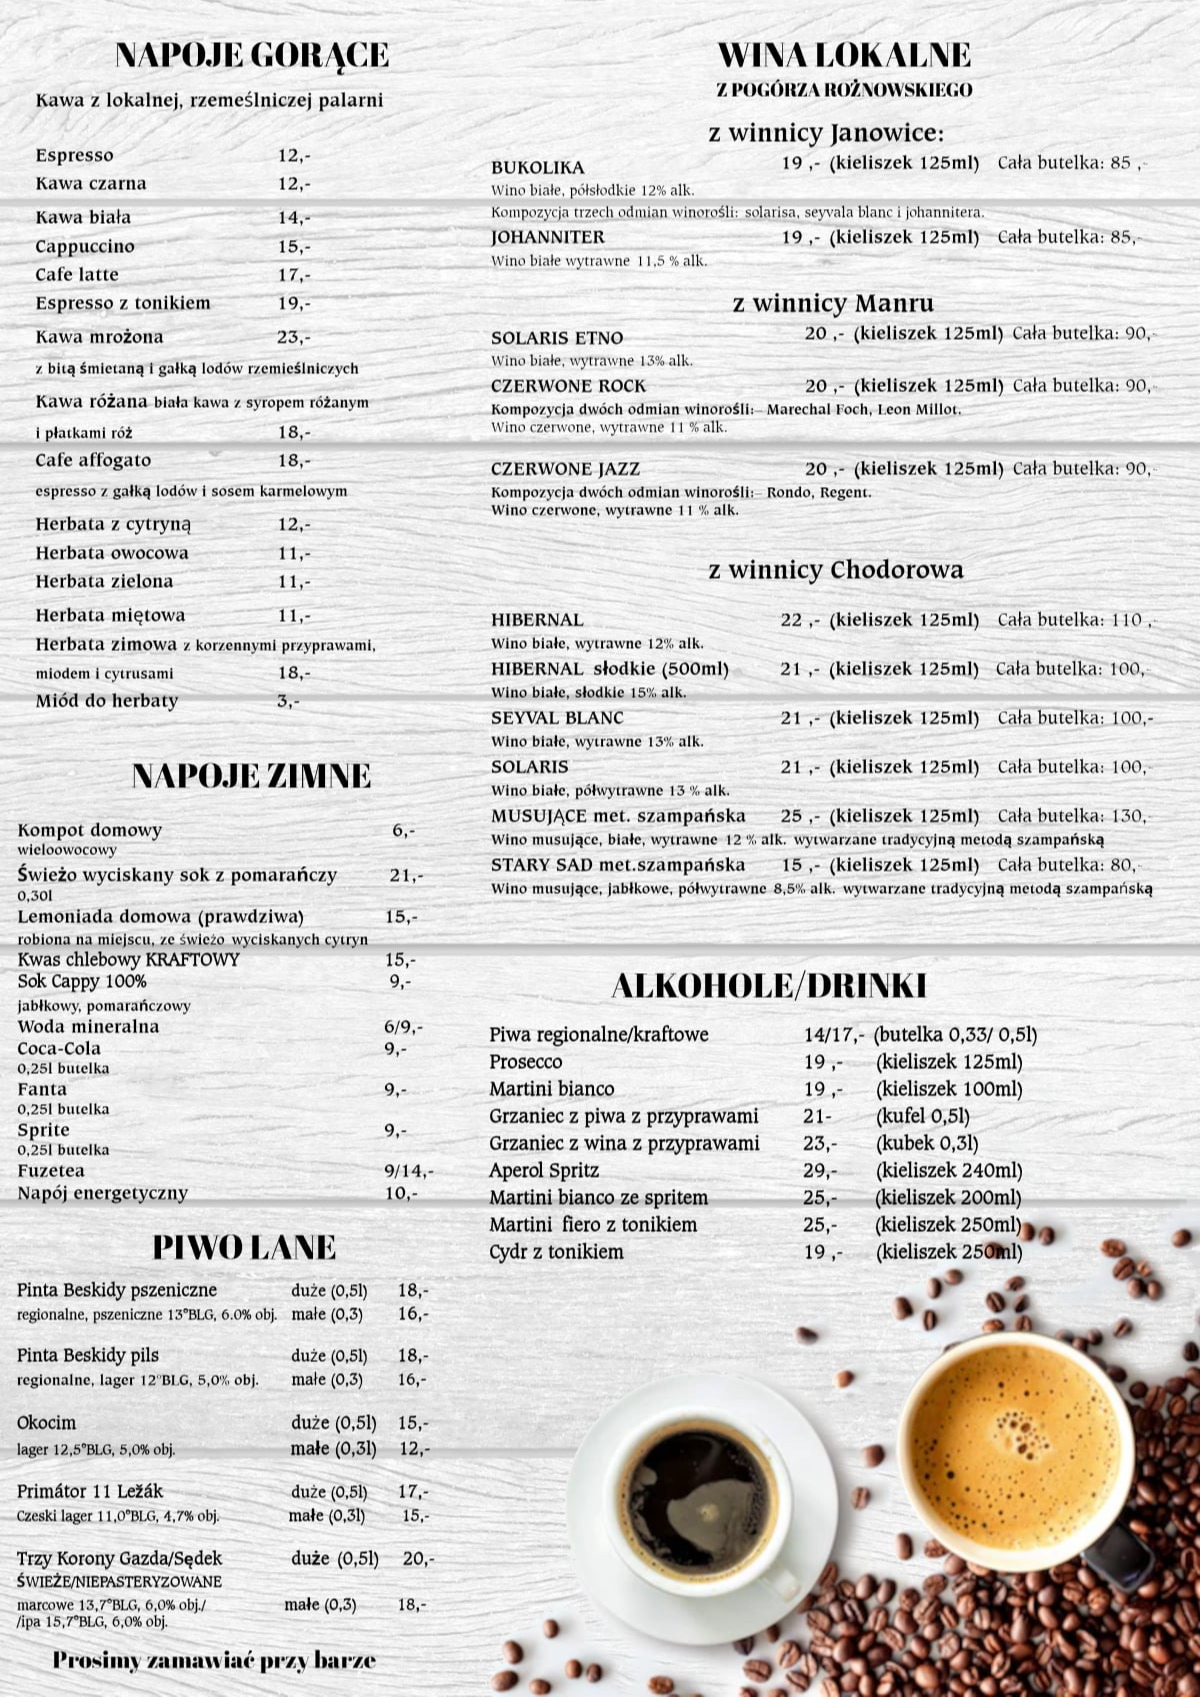 NAPOJE GORĄCE
Kawa z lokalnej, rzemeślniczej palarni
Espresso 12,-
Kawa czarna 12,-
Kawa biała 14,-
Cappuccino 15,-
Cafe latte 17,-
Espresso z tonikiem 19,-
Kawa mrożona 23,-
z bitą śmietaną i gałką lodów rzemieślniczych
Kawa różana biała kawa z syropem różanym
i płatkami róż 18,-
Cafe affogato 18,-
espresso z gałką lodów i sosem karmelowym
Herbata z cytryną 12,-
Herbata owocowa 11,-
Herbata zielona 11,-
Herbata miętowa 11,-
Herbata zimowa z korzennymi przyprawami,
miodem i cytrusami 18,-
Miód do herbaty 3,-
NAPOJE ZIMNE
Kompot domowy 6,-
wieloowocowy
Świeżo wyciskany sok z pomarańczy 21,-
0,30l
Lemoniada domowa (prawdziwa) 15,-
robiona na miejscu, ze świeżo wyciskanych cytryn
Kwas chlebowy KRAFTOWY 15,-
Sok Cappy 100% 9,-
jabłkowy, pomarańczowy
Woda mineralna 6/9,-
Coca-Cola 9,-
0,25l butelka
Fanta 9,-
0,25l butelka
Sprite 9,-
0,25l butelka
Fuzetea 9/14,-
Napój energetyczny 10,-
PIWO LANE
Pinta Beskidy pszeniczne duże (0,5l) 18,-
regionalne, pszeniczne 13°BLG, 6.0% obj. małe (0,3) 16,-
Pinta Beskidy pils duże (0,5l) 18,-
regionalne, lager 12°BLG, 5,0% obj. małe (0,3) 16,-
Okocim duże (0,5l) 15,-
lager 12,5°BLG, 5,0% obj. małe (0,3l) 12,-
Primátor 11 Ležák duże (0,5l) 17,-
Czeski lager 11,0°BLG, 4,7% obj. małe (0,3l) 15,-
Trzy Korony Gazda/Sędek duże (0,5l) 20,-
ŚWIEŻE/NIEPASTERYZOWANE
marcowe 13,7°BLG, 6,0% obj./ małe (0,3) 18,-
/ipa 15,7°BLG, 6,0% obj.
Prosimy zamawiać przy barze
WINA LOKALNE
Z POGÓRZA ROŻNOWSKIEGO
z winnicy Janowice:
BUKOLIKA 19 ,- (kieliszek 125ml) Cała butelka: 85 ,-
Wino białe, półsłodkie 12% alk.
Kompozycja trzech odmian winorośli: solarisa, seyvala blanc i johannitera.
JOHANNITER 19 ,- (kieliszek 125ml) Cała butelka: 85,-
Wino białe wytrawne 11,5 % alk.
z winnicy Manru
SOLARIS ETNO 20 ,- (kieliszek 125ml) Cała butelka: 90,-
Wino białe, wytrawne 13% alk.
CZERWONE ROCK 20 ,- (kieliszek 125ml) Cała butelka: 90,-
Kompozycja dwóch odmian winorośli: Marechal Foch, Leon Millot.
Wino czerwone, wytrawne 11 % alk.
CZERWONE JAZZ 20 ,- (kieliszek 125ml) Cała butelka: 90,-
Kompozycja dwóch odmian winorośli: Rondo, Regent.
Wino czerwone, wytrawne 11 % alk.
z winnicy Chodorowa
HIBERNAL 22 ,- (kieliszek 125ml) Cała butelka: 110 ,-
Wino białe, wytrawne 12% alk.
HIBERNAL słodkie (500ml) 21 ,- (kieliszek 125ml) Cała butelka: 100,-
Wino białe, słodkie 15% alk.
SEYVAL BLANC 21 ,- (kieliszek 125ml) Cała butelka: 100,-
Wino białe, wytrawne 13% alk.
SOLARIS 21 ,- (kieliszek 125ml) Cała butelka: 100,-
Wino białe, półwytrawne 13 % alk.
MUSUJĄCE met. szampańska 25 ,- (kieliszek 125ml) Cała butelka: 130,-
Wino musujące, białe, wytrawne 12 % alk. wytwarzane tradycyjną metodą szampańską
STARY SAD met.szampańska 15 ,- (kieliszek 125ml) Cała butelka: 80,-
Wino musujące, jabłkowe, półwytrawne 8,5% alk. wytwarzane tradycyjną metodą szampańską
ALKOHOLE/DRINKI
Piwa regionalne/kraftowe 14/17,- (butelka 0,33/ 0,5l)
Prosecco 19 ,- (kieliszek 125ml)
Martini bianco 19 ,- (kieliszek 100ml)
Grzaniec z piwa z przyprawami 21- (kufel 0,5l)
Grzaniec z wina z przyprawami 23,- (kubek 0,3l)
Aperol Spritz 29,- (kieliszek 240ml)
Martini bianco ze spritem 25,- (kieliszek 200ml)
Martini fiero z tonikiem 25,- (kieliszek 250ml)
Cydr z tonikiem 19 ,- (kieliszek 250ml)